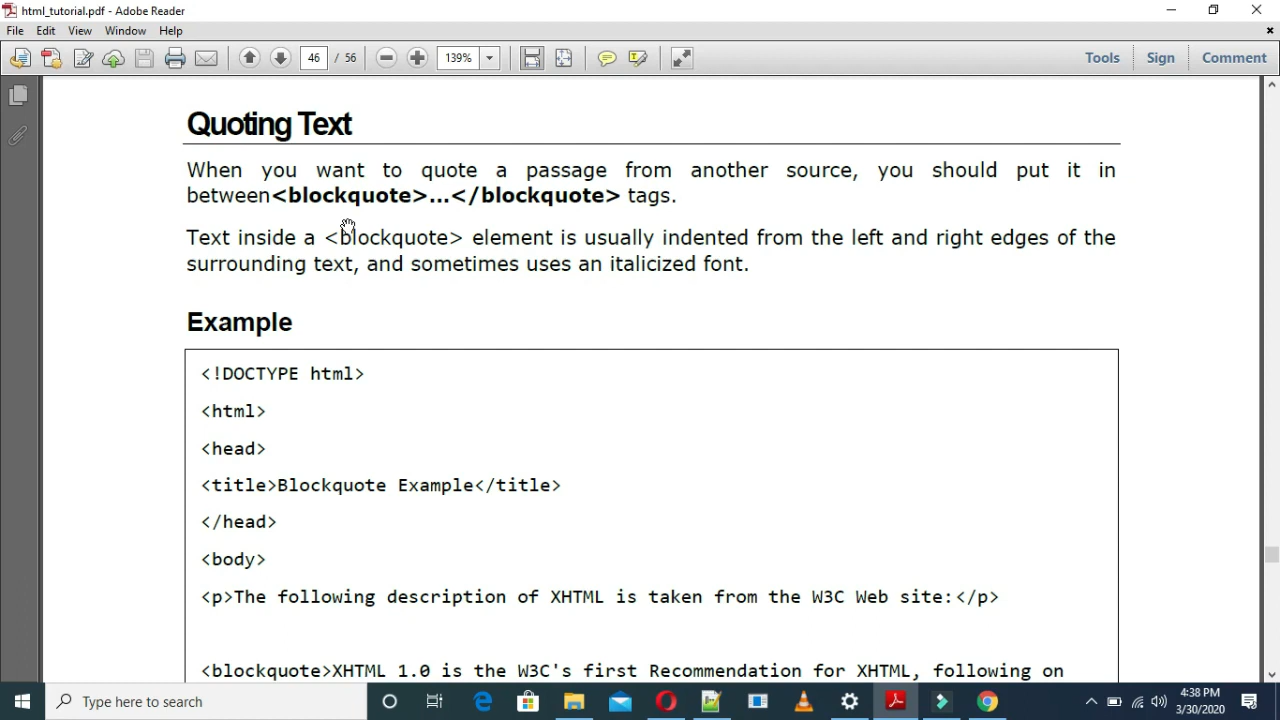 html_tutorial.pdf - Adobe Reader
File Edit View Window Help
46 / 56 139% Tools Sign Comment
Quoting Text
When you want to quote a passage from another source, you should put it in
between<blockquote>...</blockquote> tags.
Text inside a <blockquote> element is usually indented from the left and right edges of the
surrounding text, and sometimes uses an italicized font.
Example
<!DOCTYPE html>
<html>
<head>
<title>Blockquote Example</title>
</head>
<body>
<p>The following description of XHTML is taken from the W3C Web site:</p>
<blockquote>XHTML 1.0 is the W3C's first Recommendation for XHTML, following on
Type here to search
4:38 PM
3/30/2020